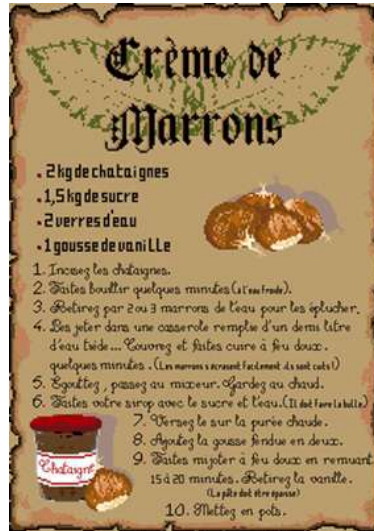 Crème de
Marrons
2kg de chataignes
1,5kg de sucre
2 verres d'eau
1 gousse de vanille
1. Incisez les chataignes.
2. Faites bouillir quelques minutes (à l'eau froide).
3. Retirez par 2 ou 3 marrons de l'eau pour les éplucher.
4. Les jeter dans une casserole remplie d'un demi litre
d'eau tiède... Couvrez et faites cuire à feu doux.
quelques minutes. (Les marrons s'écrasent facilement ils sont cuits!)
5. Egouttez, passez au mixeur. Gardez au chaud.
6. Faites votre sirop avec le sucre et l'eau. (Il doit faire la bulle)
7. Versez le sur la purée chaude.
8. Ajoutez la gousse fendue en deux.
9. Faites mijoter à feu doux en remuant
15 à 20 minutes. Retirez la vanille.
(La pâte doit être épaisse)
10. Mettez en pots.
Chataigne